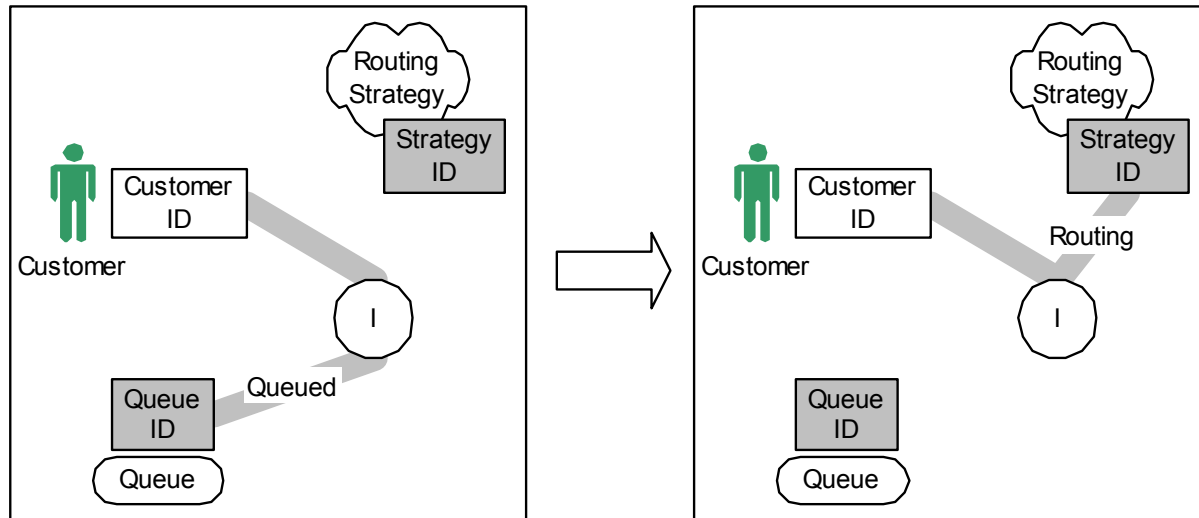 Routing
Strategy
Strategy
ID
Customer
ID
Customer
I
Queued
Queue
ID
Queue
Routing
Strategy
Strategy
ID
Customer
ID
Routing
Customer
I
Queue
ID
Queue